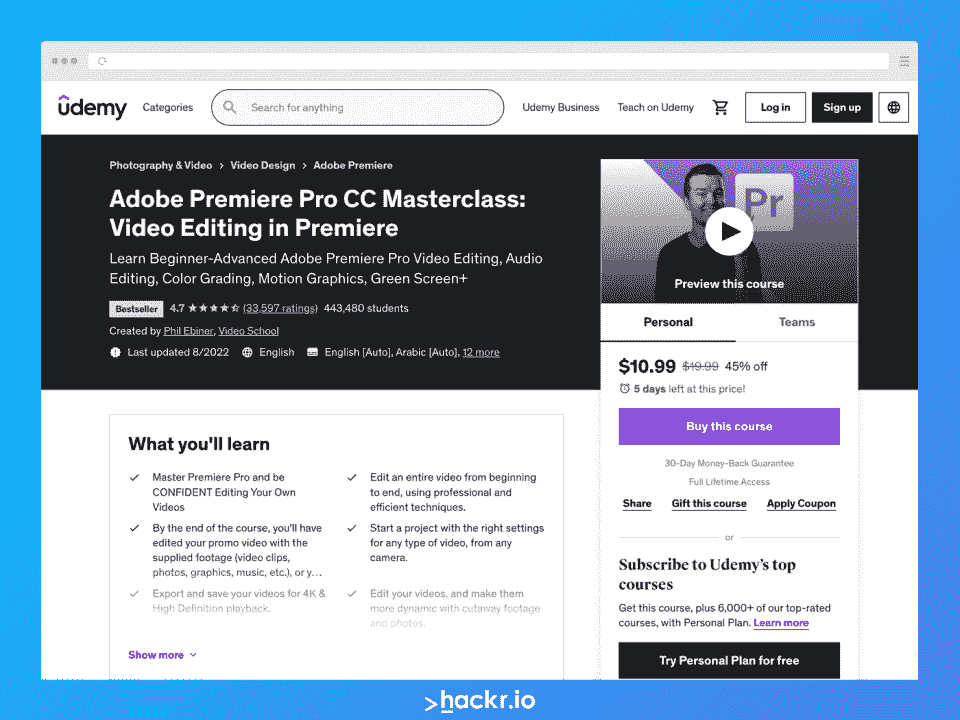 udemy
Categories
Search for anything
Udemy Business
Teach on Udemy
Log in
Sign up
Photography & Video > Video Design > Adobe Premiere
Adobe Premiere Pro CC Masterclass:
Video Editing in Premiere
Learn Beginner-Advanced Adobe Premiere Pro Video Editing, Audio
Editing, Color Grading, Motion Graphics, Green Screen+
Bestseller 4.7 (33,597 ratings) 443,480 students
Created by Phil Ebiner, Video School
Last updated 8/2022 English English [Auto], Arabic [Auto], 12 more
Pr
Preview this course
Personal
Teams
$10.99 $19.99 45% off
5 days left at this price!
Buy this course
30-Day Money-Back Guarantee
Full Lifetime Access
Share
Gift this course
Apply Coupon
or
Subscribe to Udemy's top
courses
Get this course, plus 6,000+ of our top-rated
courses, with Personal Plan. Learn more
Try Personal Plan for free
What you'll learn
Master Premiere Pro and be
CONFIDENT Editing Your Own
Videos
By the end of the course, you'll have
edited your promo video with the
supplied footage (video clips,
photos, graphics, music, etc.), or y...
Export and save your videos for 4K &
High Definition playback.
Edit an entire video from beginning
to end, using professional and
efficient techniques.
Start a project with the right settings
for any type of video, from any
camera.
Edit your videos, and make them
more dynamic with cutaway footage
and photos.
Show more
>hackr.io